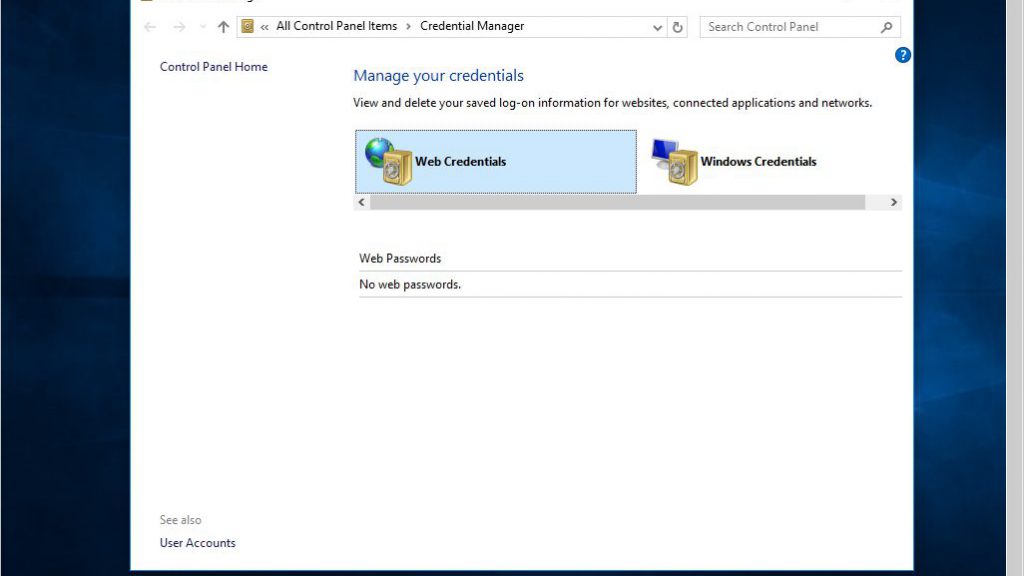 « All Control Panel Items › Credential Manager
Search Control Panel
?
Control Panel Home
Manage your credentials
View and delete your saved log-on information for websites, connected applications and networks.
Web Credentials
Windows Credentials
Web Passwords
No web passwords.
See also
User Accounts